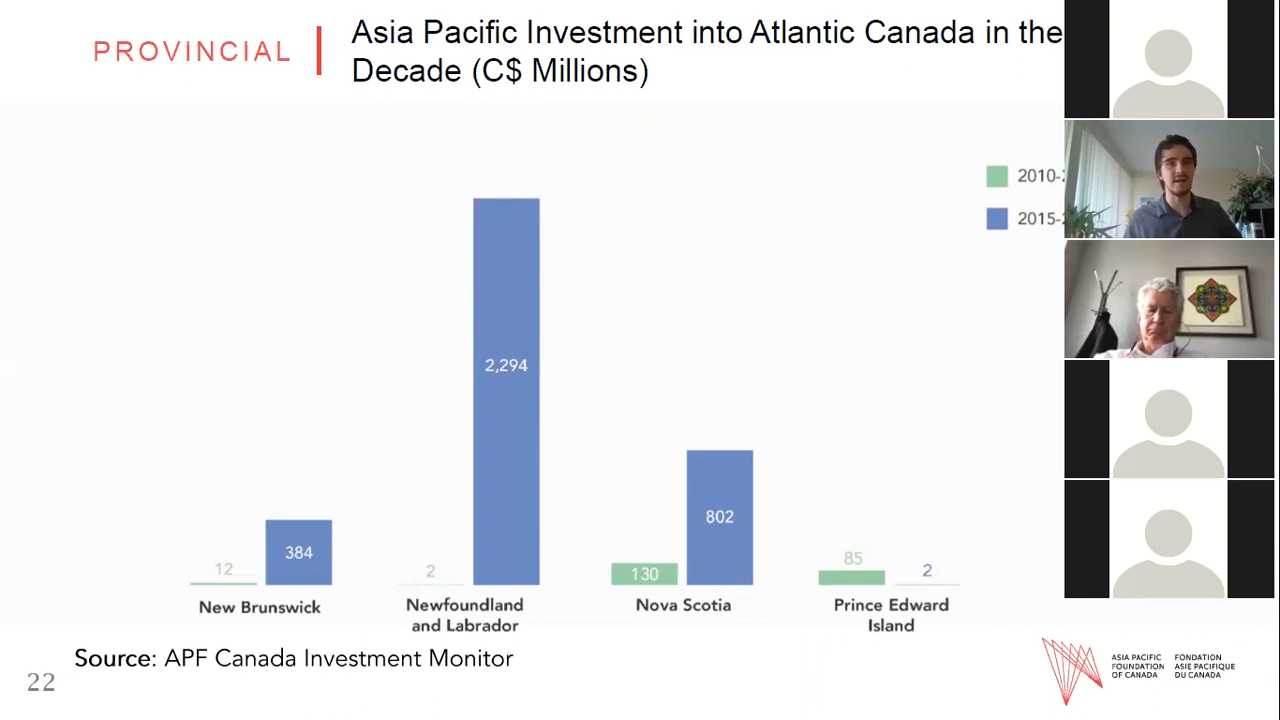 PROVINCIAL
Asia Pacific Investment into Atlantic Canada in the
Decade (C$ Millions)
2010-
2015-
2,294
802
384
12
2
130
85
2
New Brunswick
Newfoundland
and Labrador
Nova Scotia
Prince Edward
Island
Source: APF Canada Investment Monitor
22
ASIA PACIFIC
FOUNDATION
OF CANADA
FONDATION
ASIE PACIFIQUE
DU CANADA